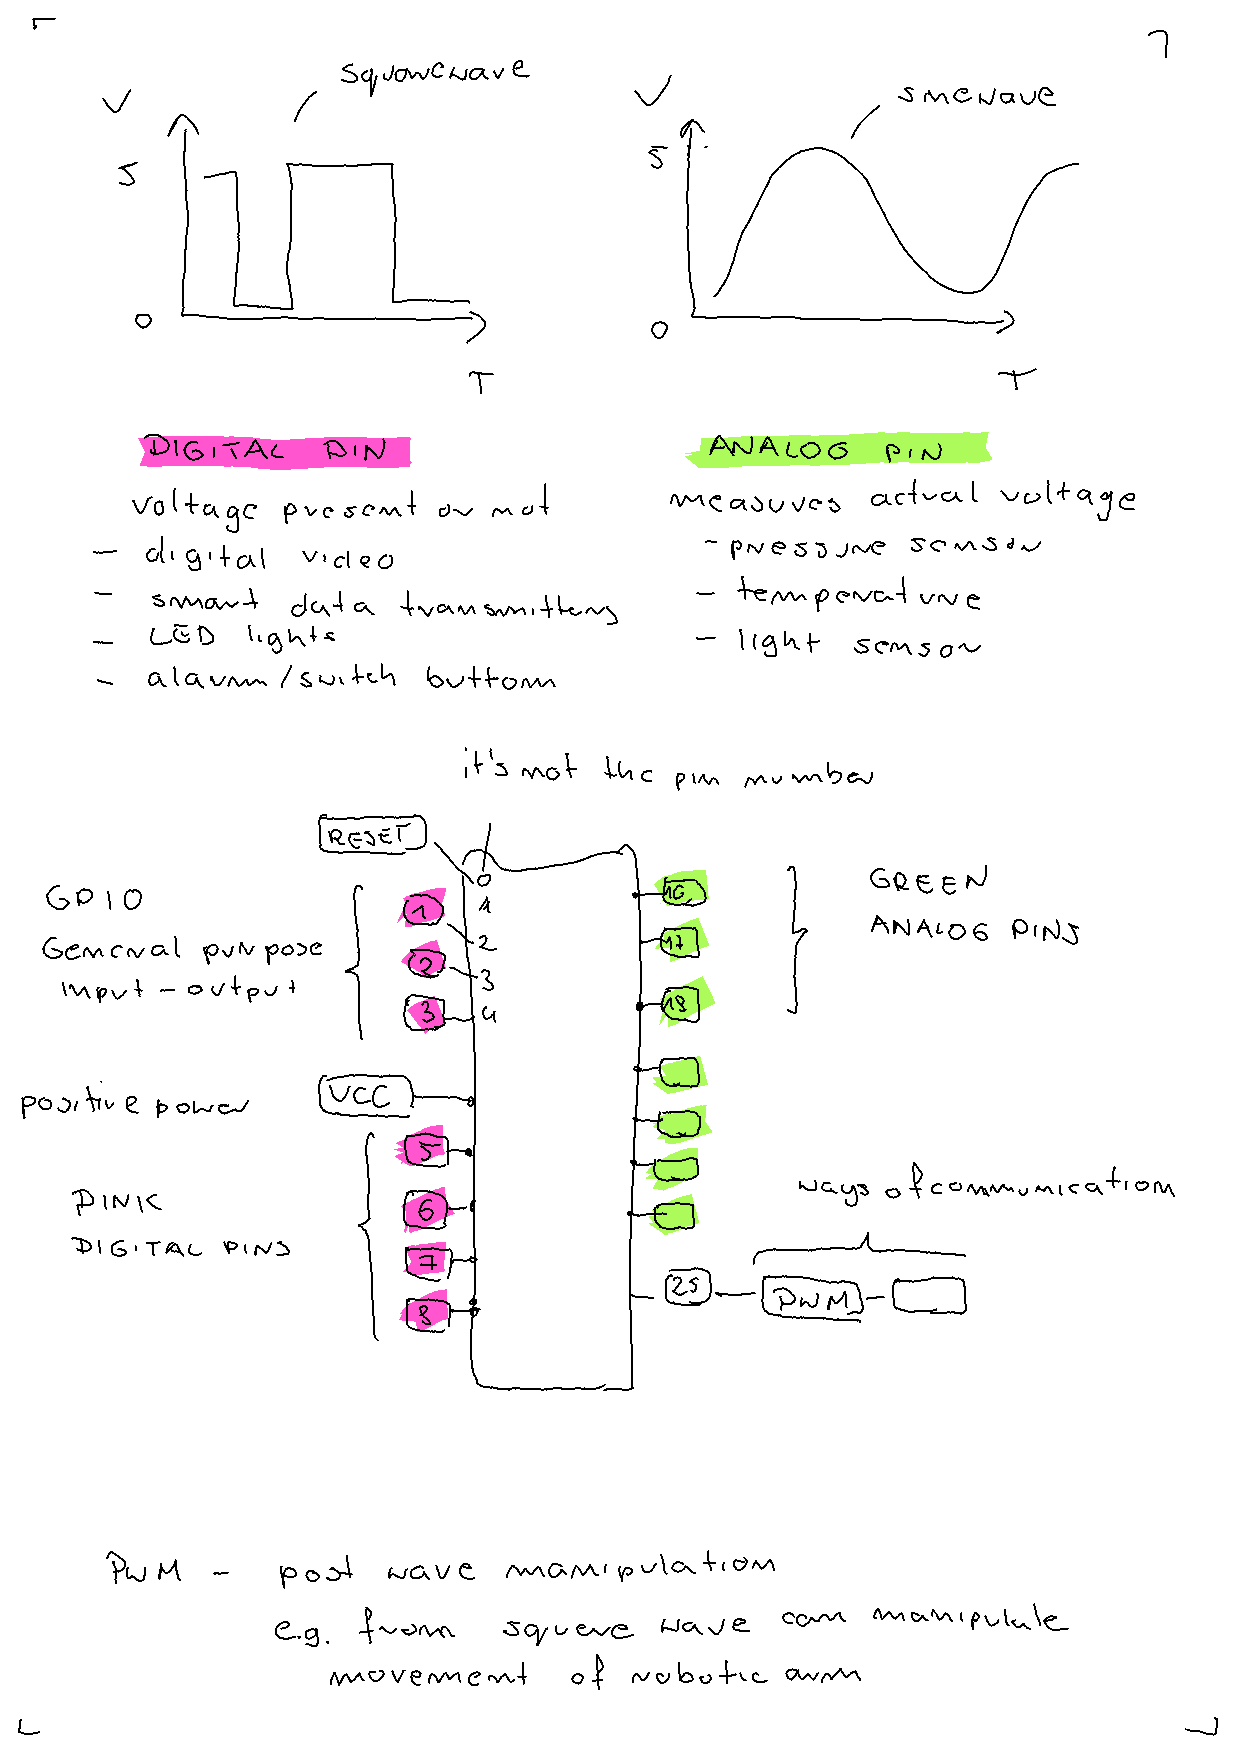 squarewave
V
5
0
T
sinewave
V
5
0
T
DIGITAL PIN
voltage present or not
- digital video
- smart data transmitters
- LED lights
- alarm/switch button
ANALOG PIN
measures actual voltage
- pressure sensor
- temperature
- light sensor
it's not the pin number
RESET
1
GPIO
General purpose
input - output
1
2
2
3
3
4
VCC
positive power
5
6
7
8
PINK
DIGITAL PINS
16
17
18
GREEN
ANALOG PINS
ways of communication
25
PWM
PWM - post wave manipulation
e.g. from squere wave can manipulate
movement of robotic arm